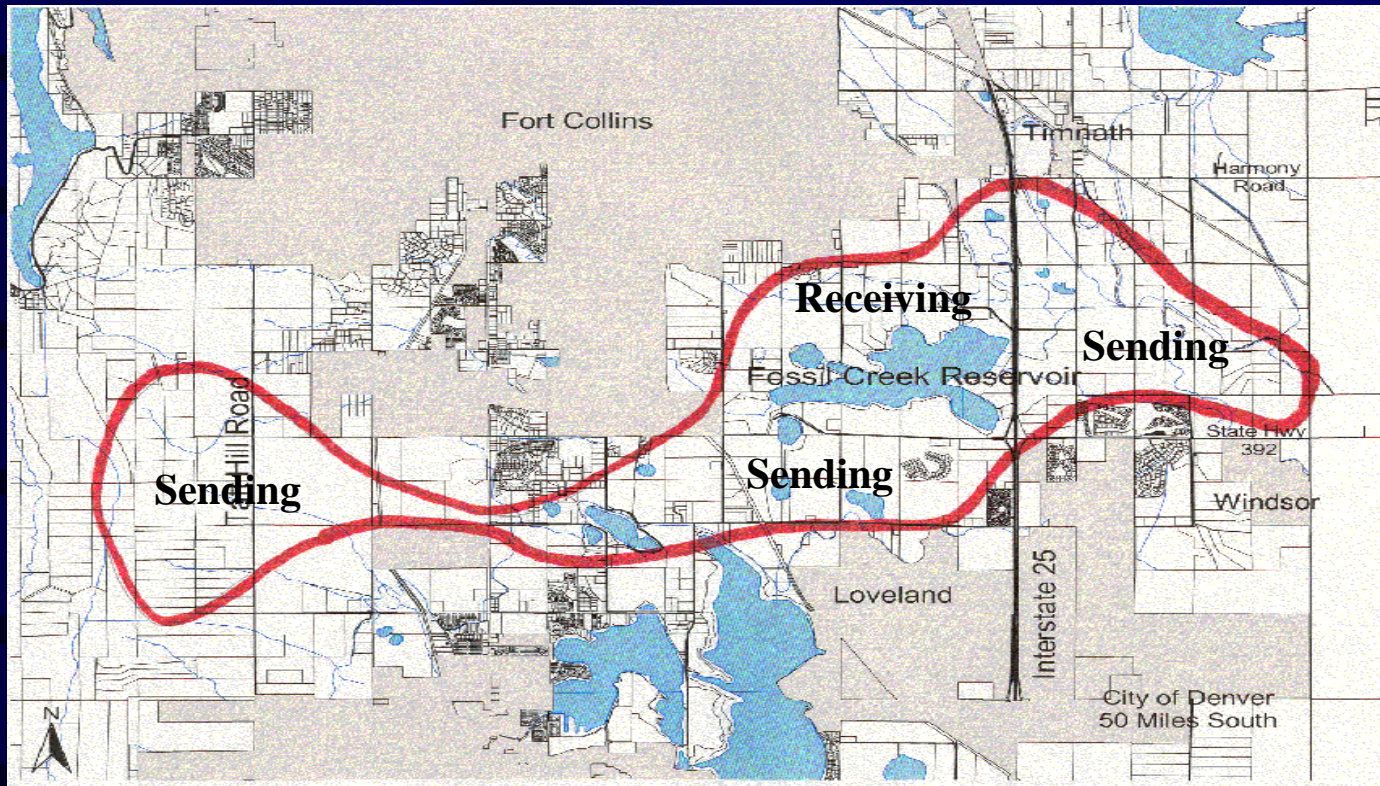 Fort Collins
Timnath
Harmony
Road
Receiving
Sending
Fossil Creek Reservoir
Taft Hill Road
State Hwy
392
Sending
Sending
Windsor
Loveland
Interstate 25
City of Denver
50 Miles South
N